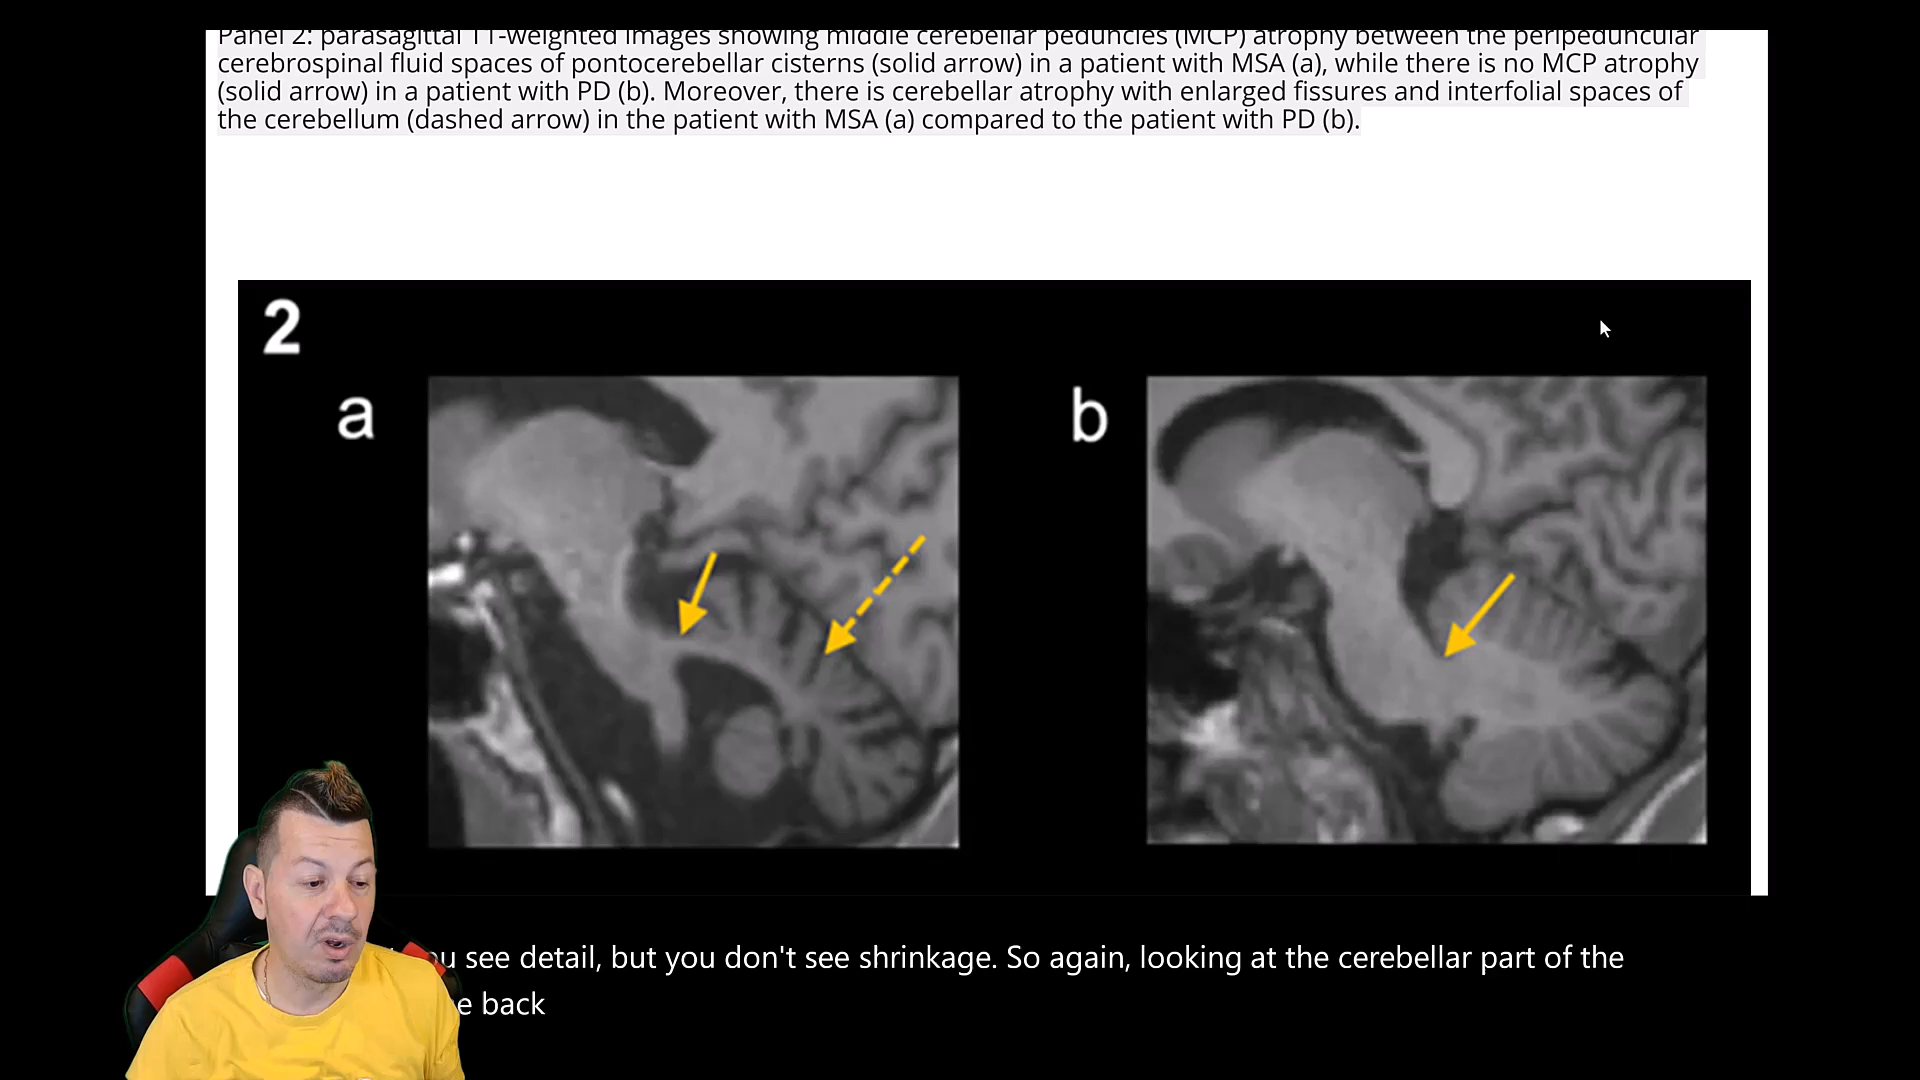 Panel 2: parasagittal T1-weighted images showing middle cerebellar peduncles (MCP) atrophy between the peripeduncular
cerebrospinal fluid spaces of pontocerebellar cisterns (solid arrow) in a patient with MSA (a), while there is no MCP atrophy
(solid arrow) in a patient with PD (b). Moreover, there is cerebellar atrophy with enlarged fissures and interfolial spaces of
the cerebellum (dashed arrow) in the patient with MSA (a) compared to the patient with PD (b).
2
a
b
see detail, but you don't see shrinkage. So again, looking at the cerebellar part of the
back